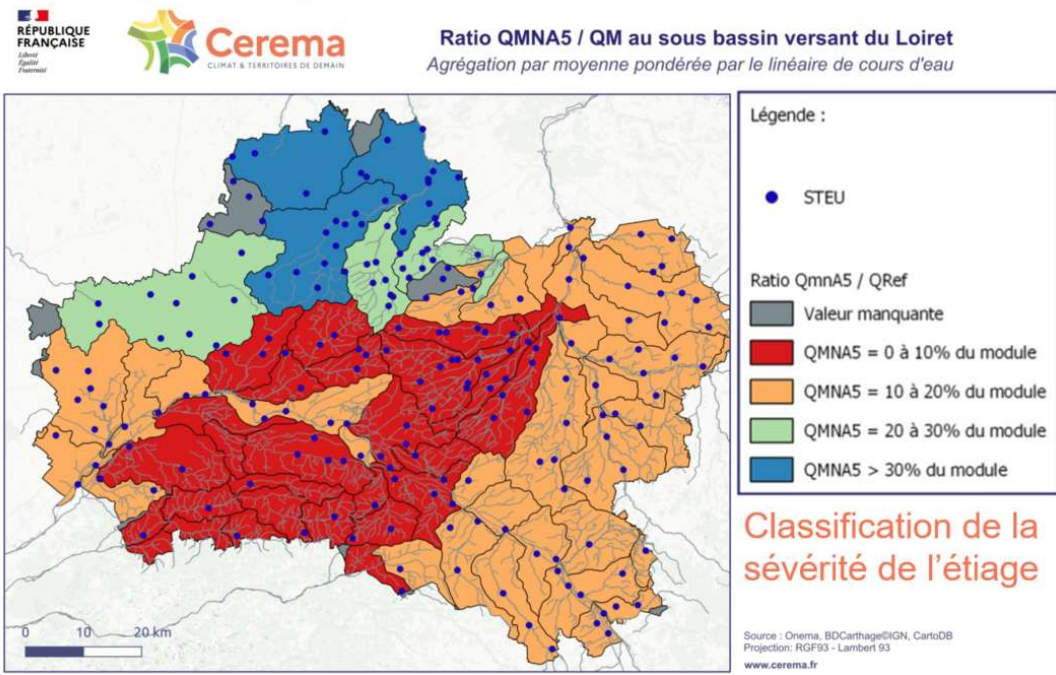 RÉPUBLIQUE
FRANÇAISE
Liberté
Égalité
Fraternité
Cerema
CLIMAT & TERRITOIRES DE DEMAIN
Ratio QMNA5 / QM au sous bassin versant du Loiret
Agrégation par moyenne pondérée par le linéaire de cours d'eau
Légende :
STEU
Ratio QmnA5 / QRef
Valeur manquante
QMNA5 = 0 à 10% du module
QMNA5 = 10 à 20% du module
QMNA5 = 20 à 30% du module
QMNA5 > 30% du module
Classification de la
sévérité de l'étiage
0 10 20 km
Source : Onema, BDCarthage©IGN, CartoDB
Projection: RGF93 - Lambert 93
www.cerema.fr